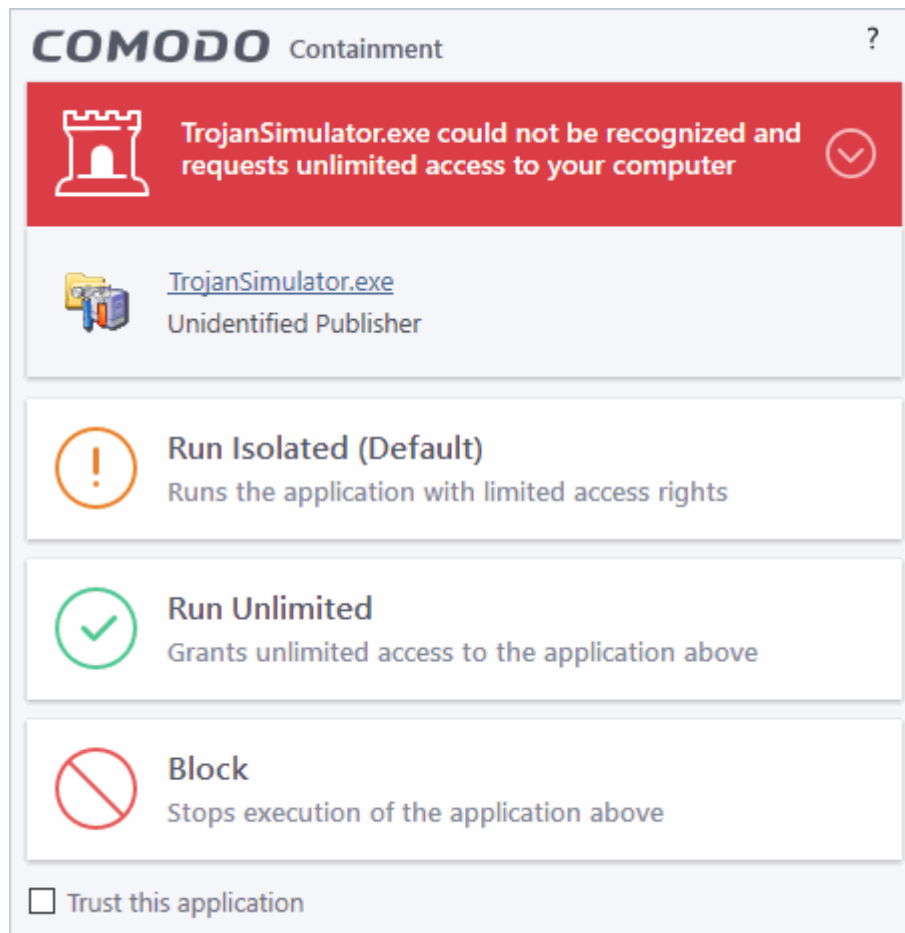 COMODO Containment ?
TrojanSimulator.exe could not be recognized and
requests unlimited access to your computer
TrojanSimulator.exe
Unidentified Publisher
Run Isolated (Default)
Runs the application with limited access rights
Run Unlimited
Grants unlimited access to the application above
Block
Stops execution of the application above
Trust this application